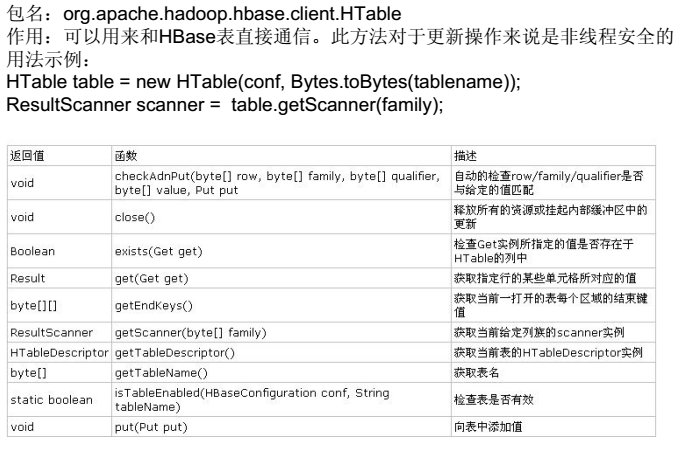 包名：org.apache.hadoop.hbase.client.HTable
作用：可以用来和HBase表直接通信。此方法对于更新操作来说是非线程安全的
用法示例：
HTable table = new HTable(conf, Bytes.toBytes(tablename));
ResultScanner scanner =  table.getScanner(family);
返回值 函数 描述
void checkAdnPut(byte[] row, byte[] family, byte[] qualifier, 自动的检查row/family/qualifier是否
byte[] value, Put put 与给定的值匹配
void close() 释放所有的资源或挂起内部缓冲区中的
更新
Boolean exists(Get get) 检查Get实例所指定的值是否存在于
HTable的列中
Result get(Get get) 获取指定行的某些单元格所对应的值
byte[][] getEndKeys() 获取当前一打开的表每个区域的结束键
值
ResultScanner getScanner(byte[] family) 获取当前给定列族的scanner实例
HTableDescriptor getTableDescriptor() 获取当前表的HTableDescriptor实例
byte[] getTableName() 获取表名
static boolean isTableEnabled(HBaseConfiguration conf, String 检查表是否有效
tableName)
void put(Put put) 向表中添加值